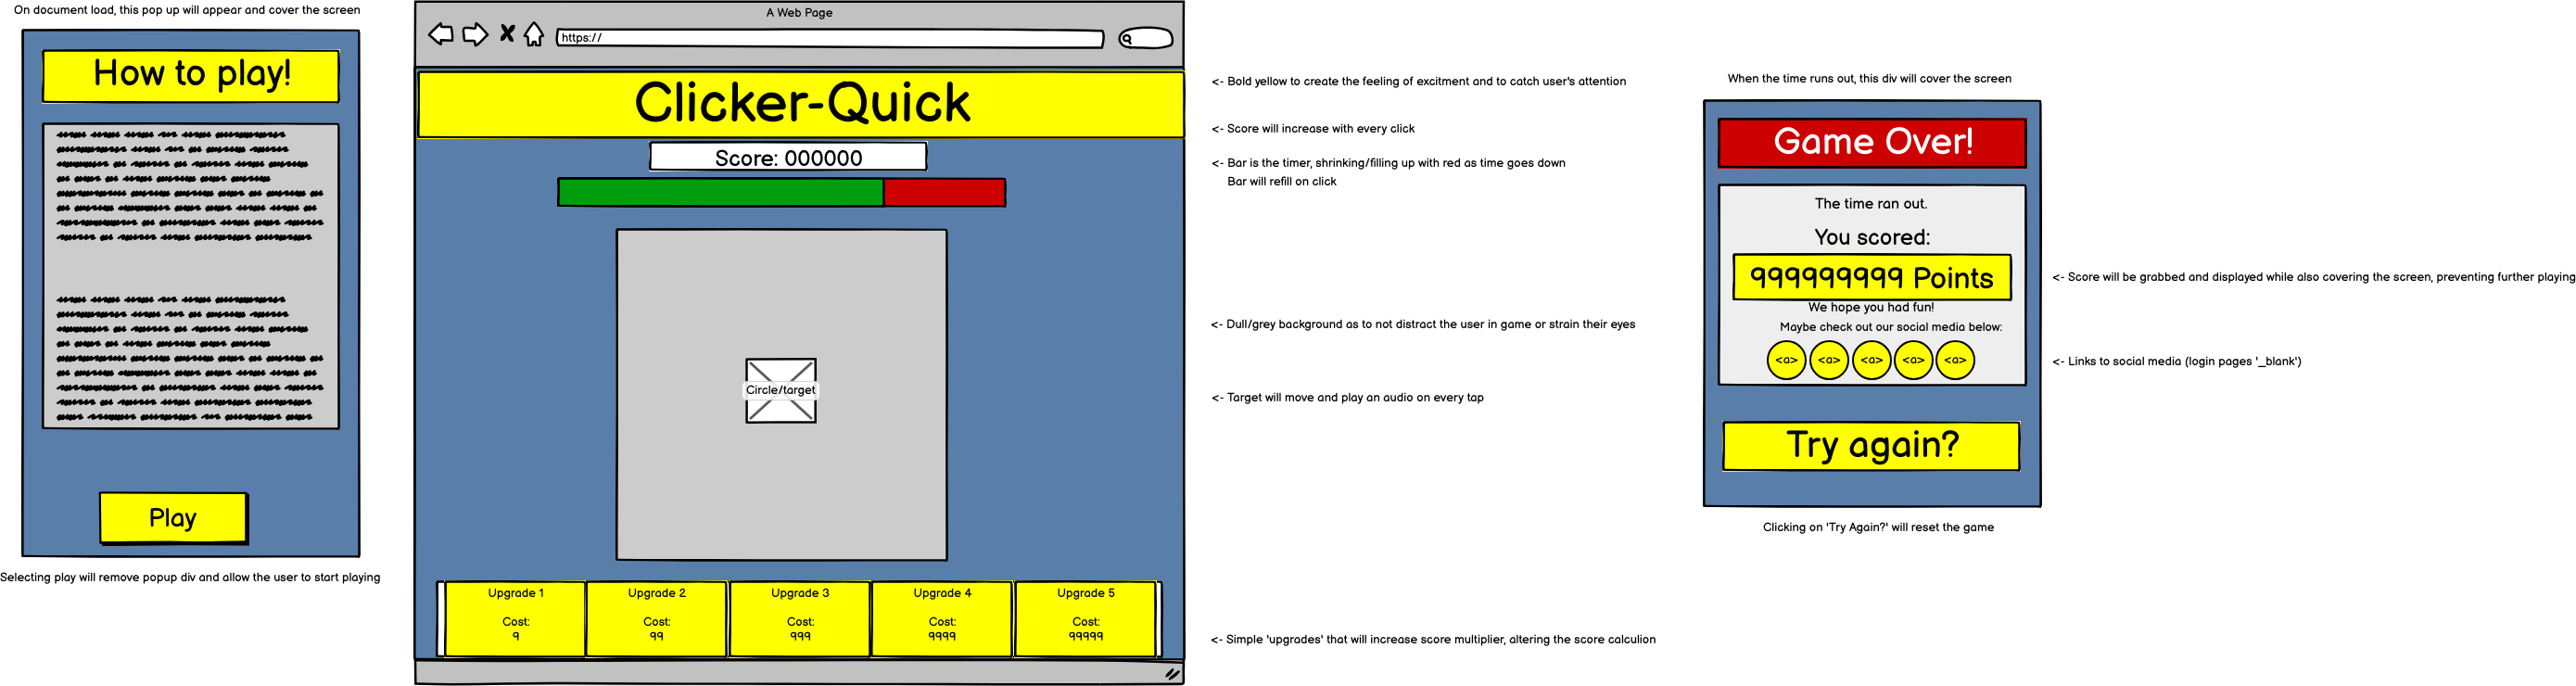 On document load, this pop up will appear and cover the screen
How to play!
Play
Selecting play will remove popup div and allow the user to start playing
A Web Page
https://
Clicker-Quick
Score: 000000
Circle/target
Upgrade 1
Cost:
9
Upgrade 2
Cost:
99
Upgrade 3
Cost:
999
Upgrade 4
Cost:
9999
Upgrade 5
Cost:
99999
<- Bold yellow to create the feeling of excitment and to catch user's attention
<- Score will increase with every click
<- Bar is the timer, shrinking/filling up with red as time goes down
Bar will refill on click
<- Dull/grey background as to not distract the user in game or strain their eyes
<- Target will move and play an audio on every tap
<- Simple 'upgrades' that will increase score multiplier, altering the score calculion
When the time runs out, this div will cover the screen
Game Over!
The time ran out.
You scored:
999999999 Points
We hope you had fun!
Maybe check out our social media below:
<a> <a> <a> <a> <a>
Try again?
Clicking on 'Try Again?' will reset the game
<- Score will be grabbed and displayed while also covering the screen, preventing further playing
<- Links to social media (login pages '_blank')